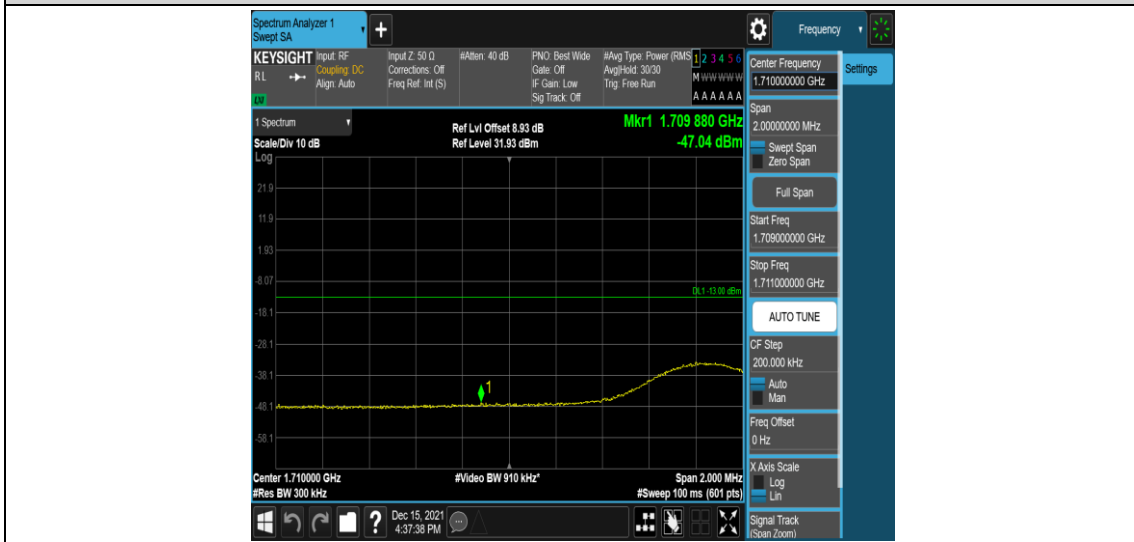 Spectrum Analyzer 1
Swept SA
+
Frequency
KEYSIGHT
RL
LXI
Input: RF
Coupling: DC
Align: Auto
Input Z: 50 Ω
Corrections: Off
Freq Ref: Int (S)
#Atten: 40 dB
PNO: Best Wide
Gate: Off
IF Gain: Low
Sig Track: Off
#Avg Type: Power (RMS
Avg|Hold: 30/30
Trig: Free Run
1 2 3 4 5 6
M W W W W W
A A A A A A
1 Spectrum
Scale/Div 10 dB
Ref Lvl Offset 8.93 dB
Ref Level 31.93 dBm
Mkr1 1.709 880 GHz
-47.04 dBm
Log
21.9
11.9
1.93
-8.07
-18.1
-28.1
-38.1
-48.1
-58.1
DL1 -13.00 dBm
1
Center 1.710000 GHz
#Res BW 300 kHz
#Video BW 910 kHz*
Span 2.000 MHz
#Sweep 100 ms (601 pts)
Center Frequency
1.710000000 GHz
Settings
Span
2.00000000 MHz
Swept Span
Zero Span
Full Span
Start Freq
1.709000000 GHz
Stop Freq
1.711000000 GHz
AUTO TUNE
CF Step
200.000 kHz
Auto
Man
Freq Offset
0 Hz
X Axis Scale
Log
Lin
Signal Track
(Span Zoom)
?
Dec 15, 2021
4:37:38 PM